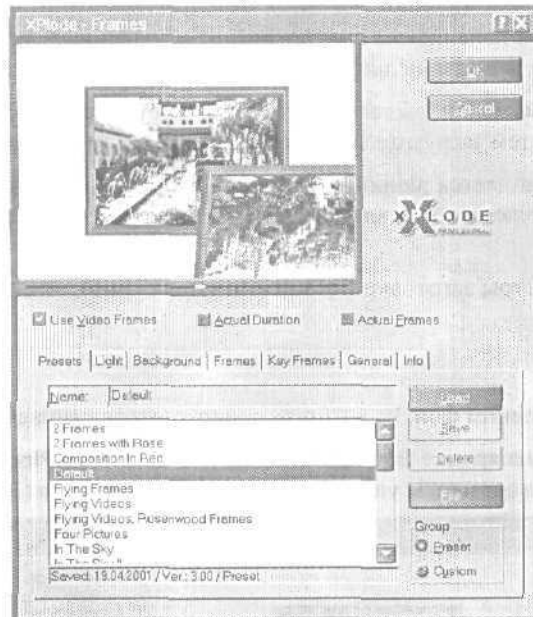 XPlode - Frames
OK
Cancel
XPLODE
Use Video Frames
Actual Duration
Actual Frames
Presets
Light
Background
Frames
Key Frames
General
Info
Name:
Default
2 Frames
2 Frames with Rose
Composition In Red
Default
Flying Frames
Flying Videos
Flying Videos, Rosenwood Frames
Four Pictures
In The Sky
Saved: 19.04.2001 / Ver.: 3.00 / Preset
Load
Save
Delete
Group
Preset
Custom